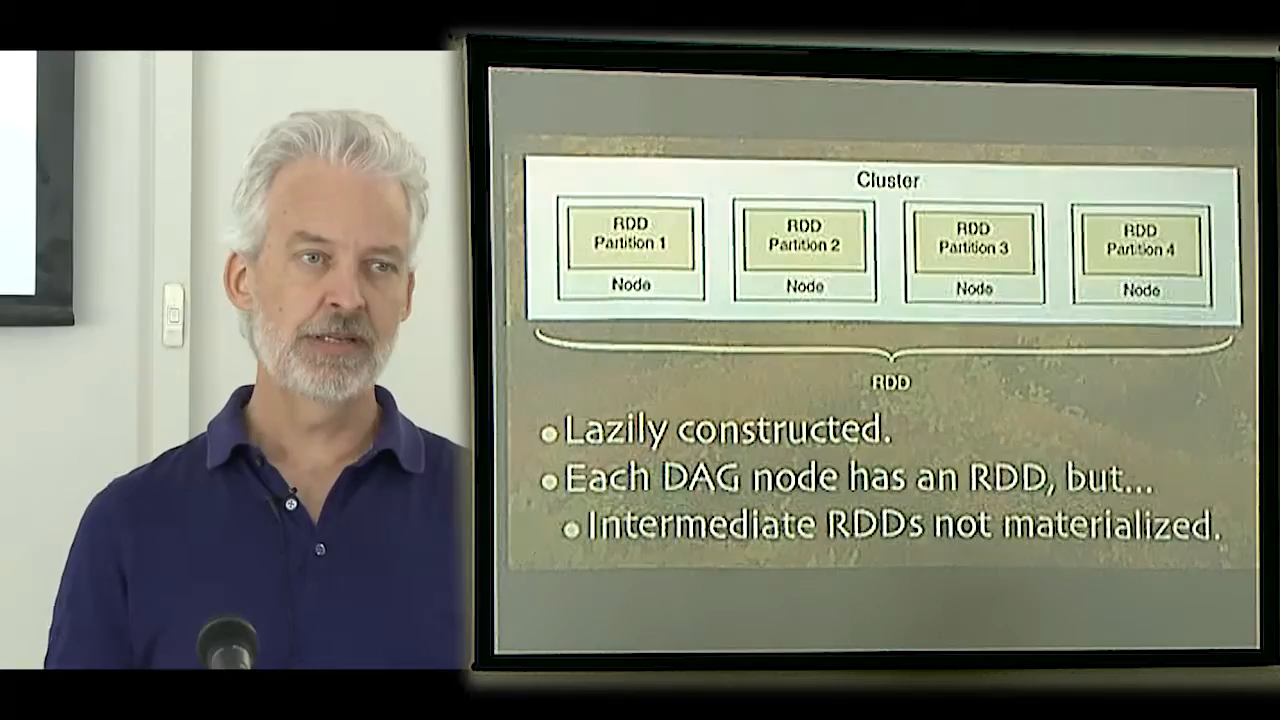 Cluster
RDD
Partition 1
Node
RDD
Partition 2
Node
RDD
Partition 3
Node
RDD
Partition 4
Node
RDD
Lazily constructed.
Each DAG node has an RDD, but...
Intermediate RDDs not materialized.